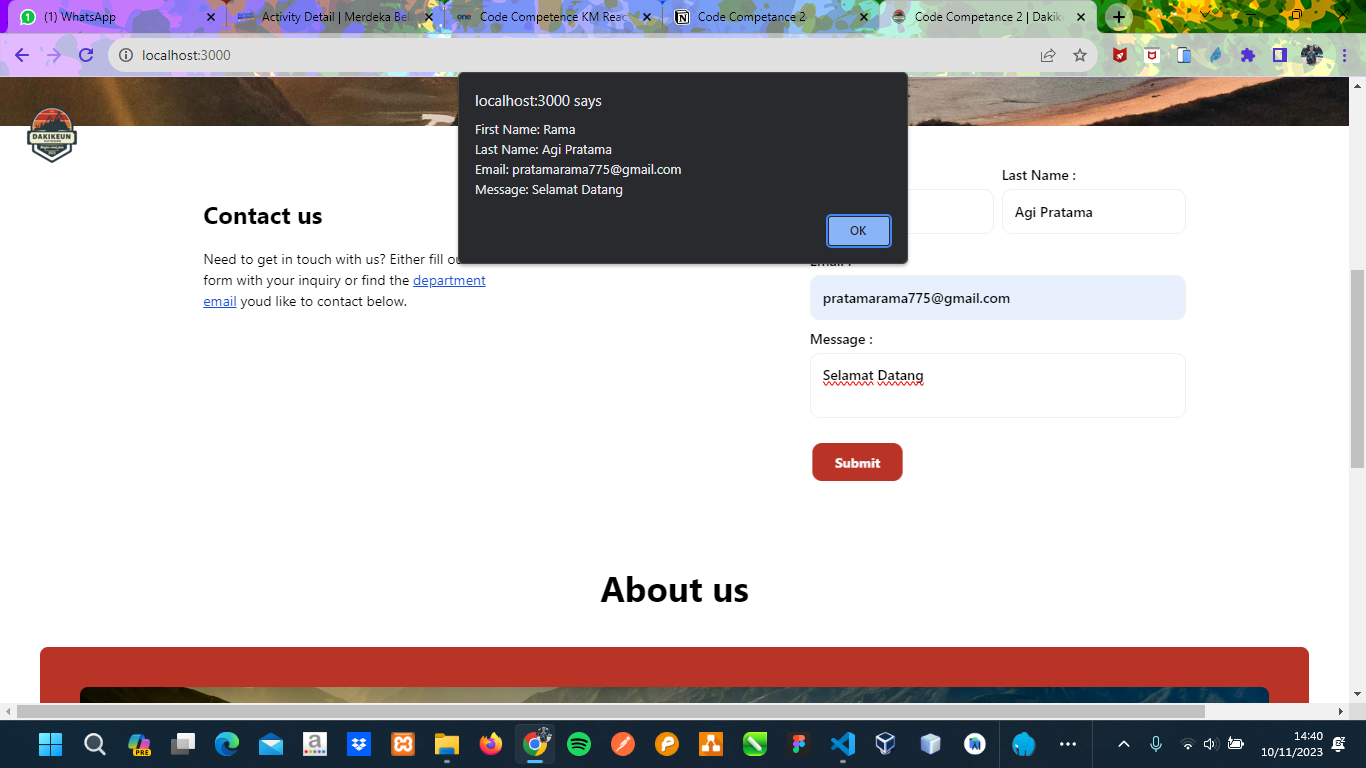 (1) WhatsApp
Activity Detail | Merdeka Bel
Code Competence KM Reac
Code Competance 2
Code Competance 2 | Dakik
localhost:3000
DAKIKEUN
localhost:3000 says
First Name: Rama
Last Name: Agi Pratama
Email: pratamarama775@gmail.com
Message: Selamat Datang
OK
Last Name :
Agi Pratama
Contact us
Need to get in touch with us? Either fill ou
form with your inquiry or find the department
email youd like to contact below.
Email :
pratamarama775@gmail.com
Message :
Selamat Datang
Submit
About us
PRE
14:40
10/11/2023